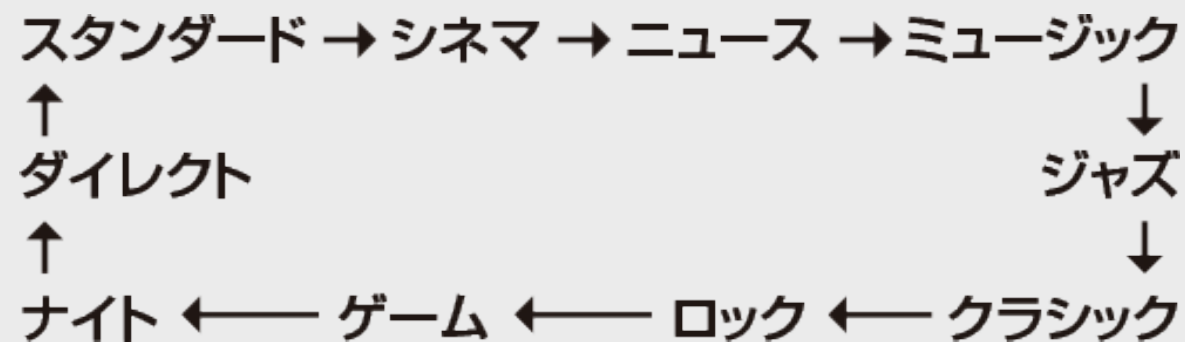 スタンダード → シネマ → ニュース → ミュージック
↑ ↓
ダイレクト ジャズ
↑ ↓
ナイト ← ゲーム ← ロック ← クラシック